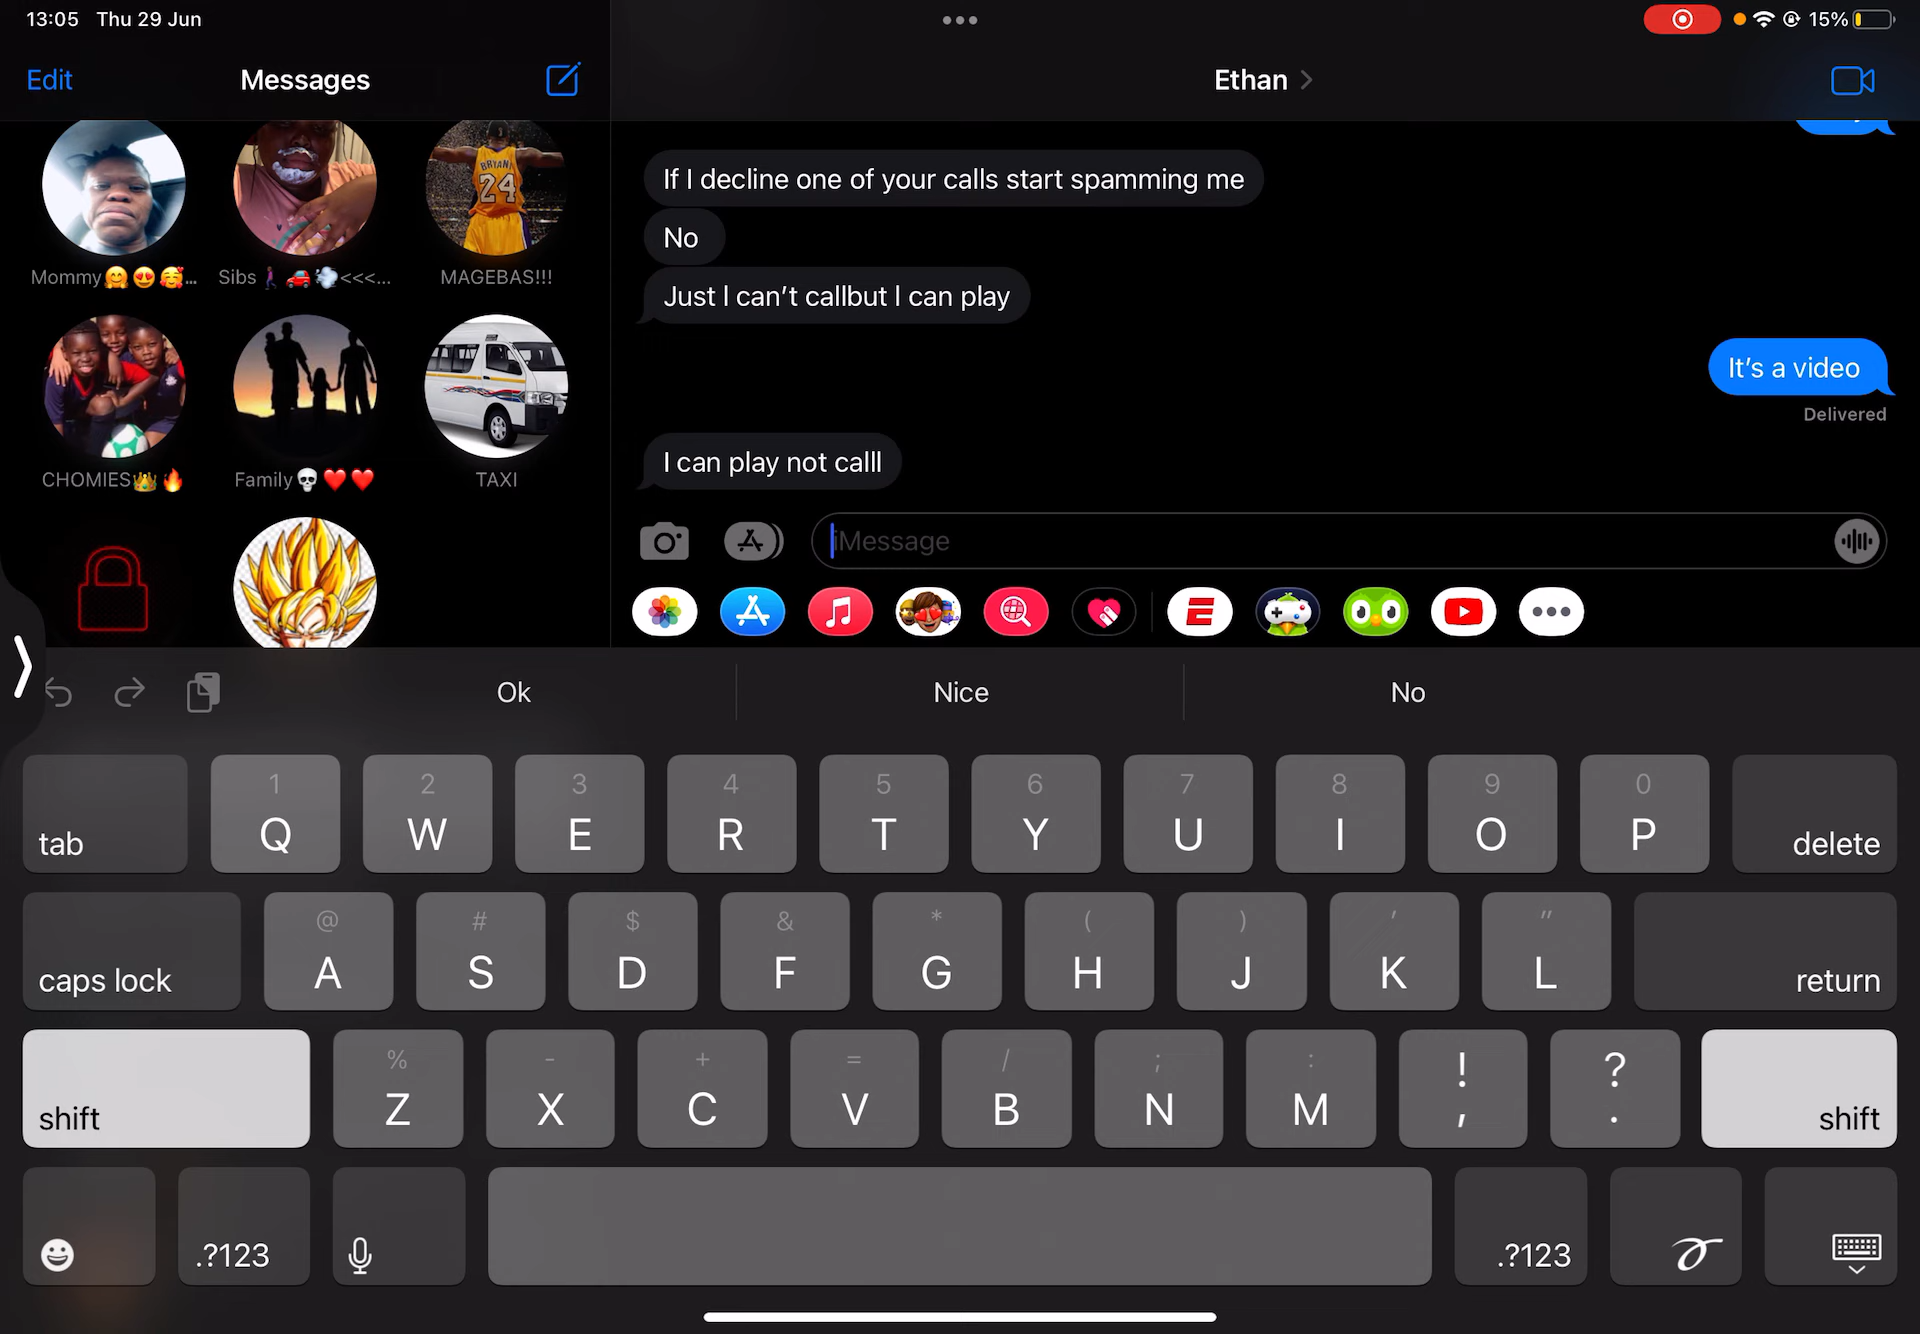 13:05 Thu 29 Jun
15%
Edit
Messages
Ethan
BRYANT
24
Mommy🤗😍🥰...
Sibs🚶🏿‍♀️🚗💨<<<...
MAGEBAS!!!
CHOMIES👑🔥
Family💀❤️❤️
TAXI
If I decline one of your calls start spamming me
No
Just I can’t callbut I can play
It’s a video
Delivered
I can play not calll
iMessage
Ok
Nice
No
tab
1 2 3 4 5 6 7 8 9 0
Q W E R T Y U I O P
delete
caps lock
@ # $ & * ( ) ' "
A S D F G H J K L
return
shift
% - + = / ; : ! ?
Z X C V B N M , .
shift
.?123
.?123